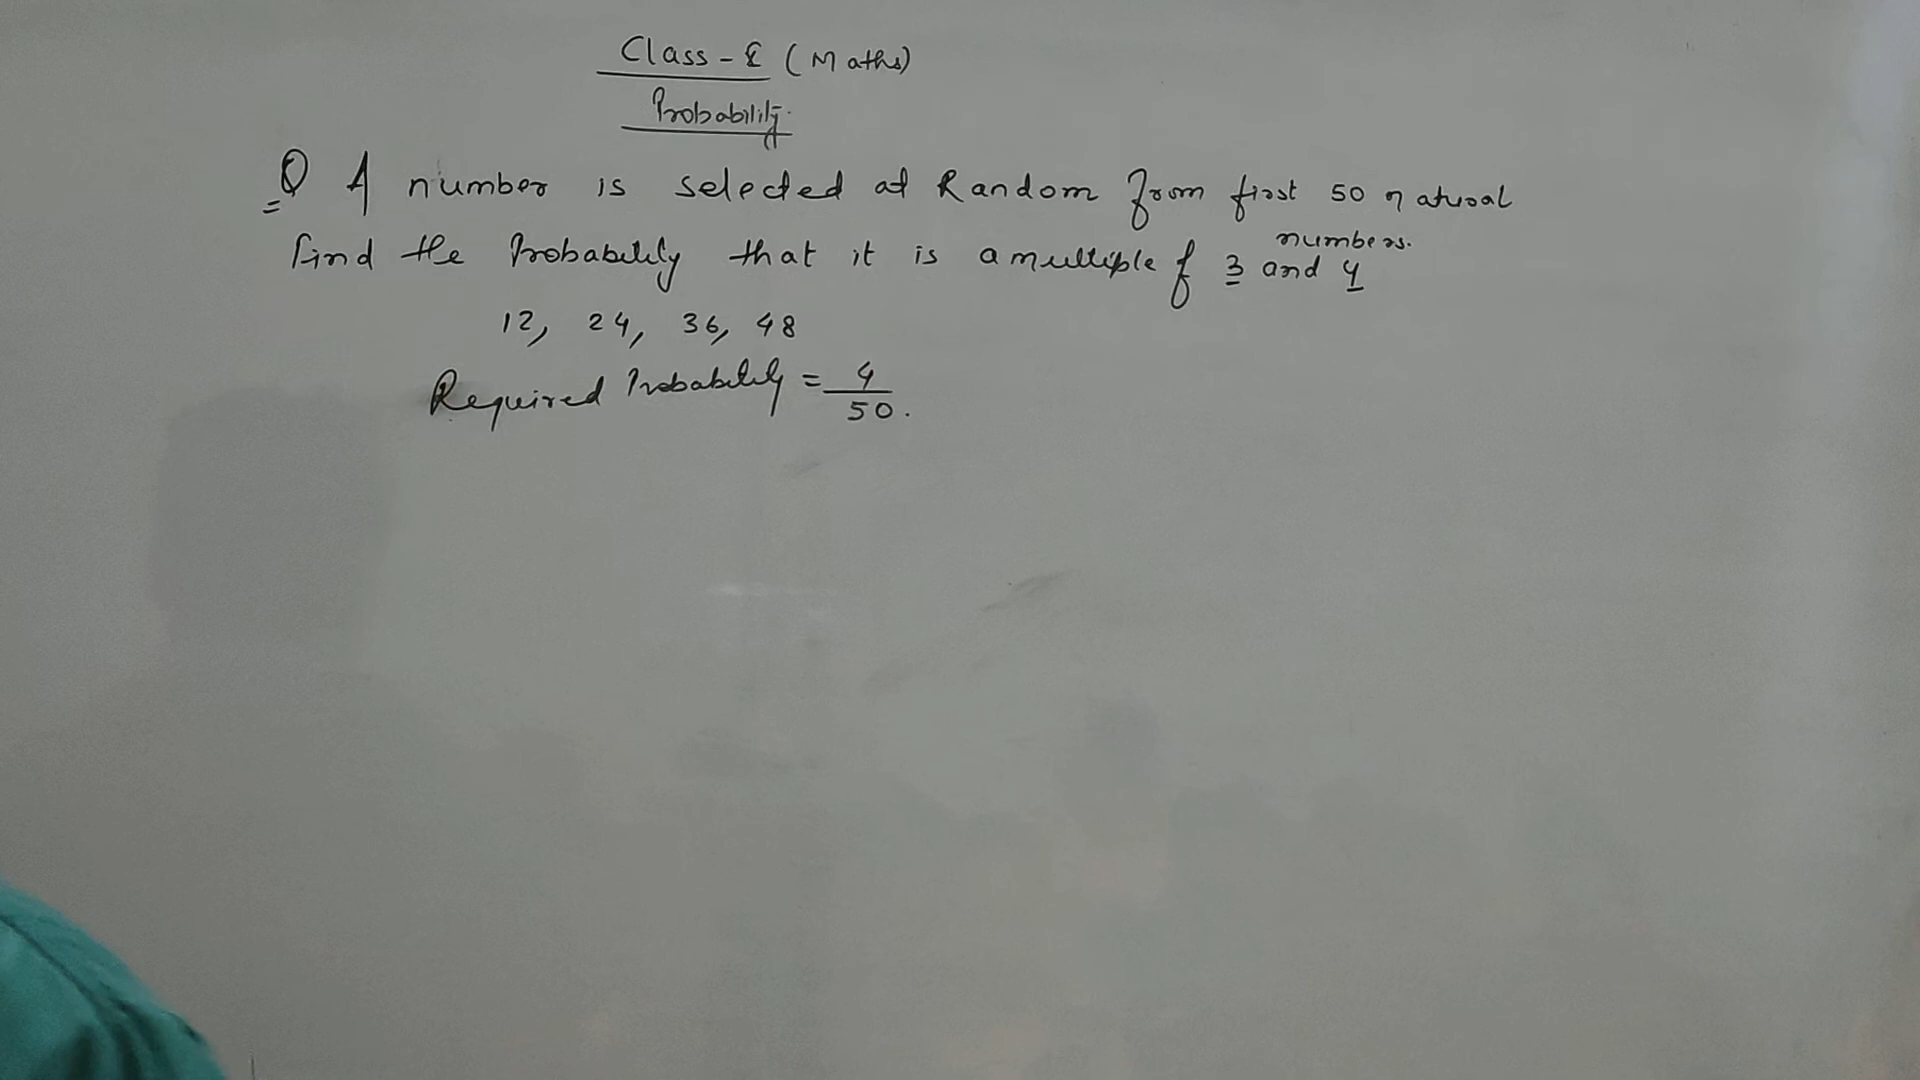 Class - X (Maths)
Probability.
Q A number is selected at Random from first 50 natural
numbers.
find the Probability that it is a multiple of 3 and 4
12, 24, 36, 48
Required Probability = 4/50.